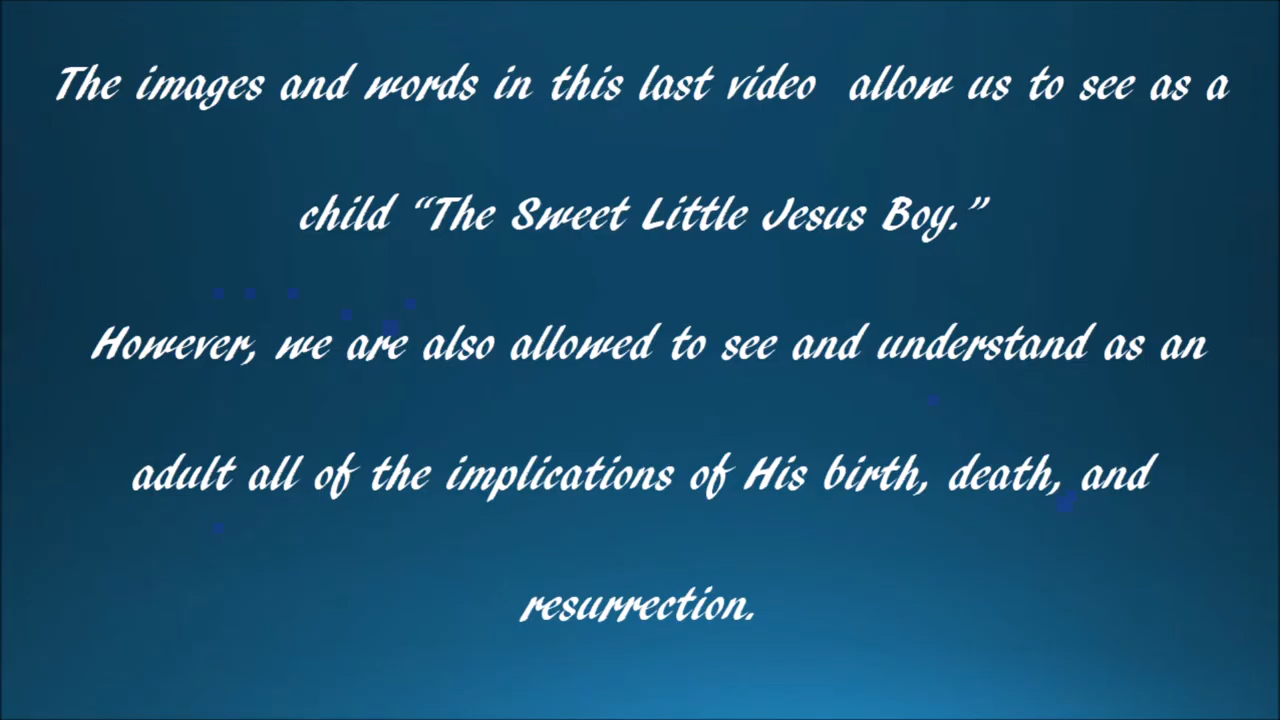 The images and words in this last video allow us to see as a
child “The Sweet Little Jesus Boy.”
However, we are also allowed to see and understand as an
adult all of the implications of His birth, death, and
resurrection.